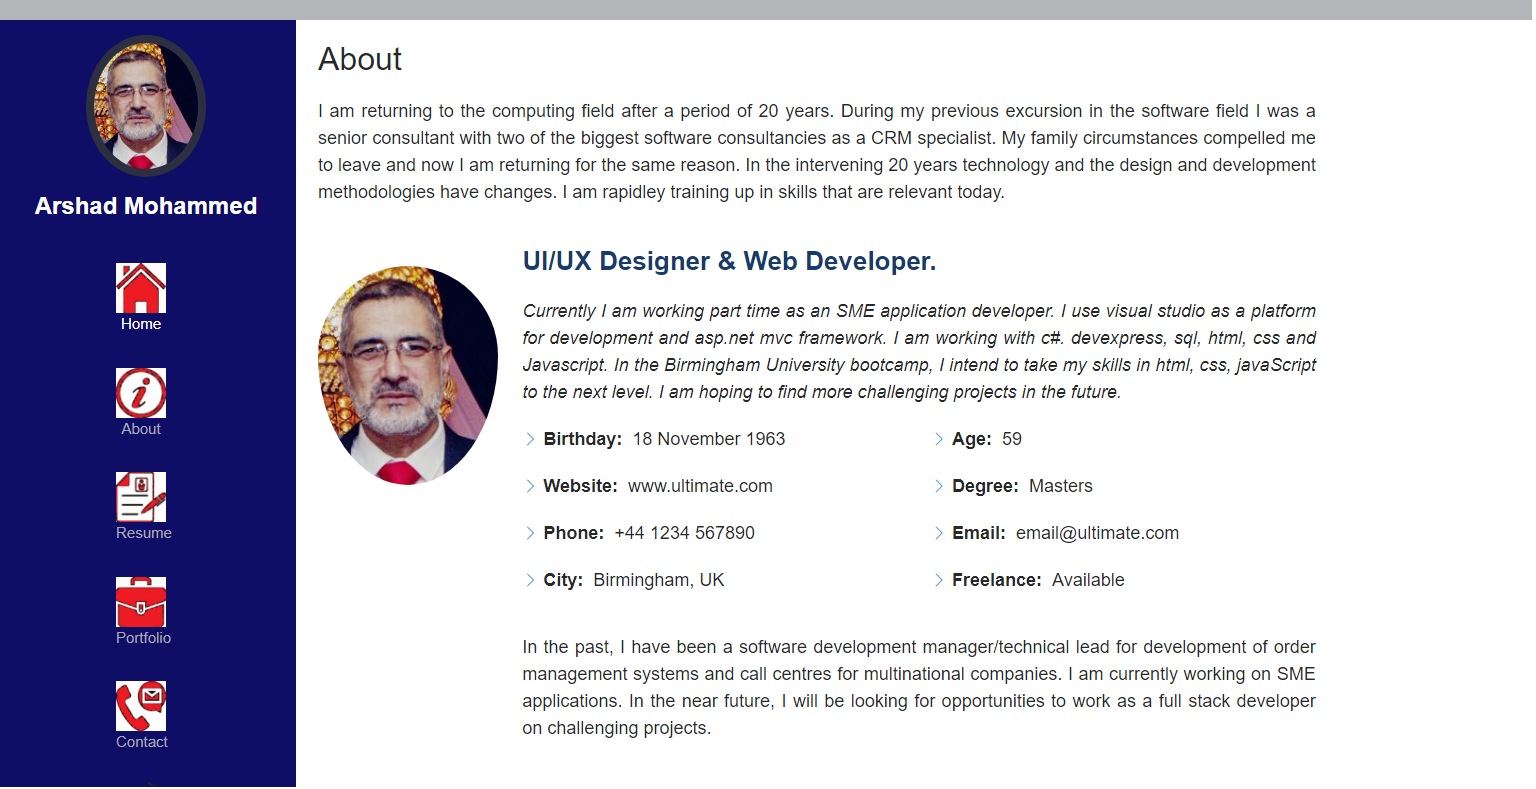 Arshad Mohammed
Home
About
Resume
Portfolio
Contact
About
I am returning to the computing field after a period of 20 years. During my previous excursion in the software field I was a
senior consultant with two of the biggest software consultancies as a CRM specialist. My family circumstances compelled me
to leave and now I am returning for the same reason. In the intervening 20 years technology and the design and development
methodologies have changes. I am rapidley training up in skills that are relevant today.
UI/UX Designer & Web Developer.
Currently I am working part time as an SME application developer. I use visual studio as a platform
for development and asp.net mvc framework. I am working with c#. devexpress, sql, html, css and
Javascript. In the Birmingham University bootcamp, I intend to take my skills in html, css, javaScript
to the next level. I am hoping to find more challenging projects in the future.
Birthday: 18 November 1963
Website: www.ultimate.com
Phone: +44 1234 567890
City: Birmingham, UK
Age: 59
Degree: Masters
Email: email@ultimate.com
Freelance: Available
In the past, I have been a software development manager/technical lead for development of order
management systems and call centres for multinational companies. I am currently working on SME
applications. In the near future, I will be looking for opportunities to work as a full stack developer
on challenging projects.